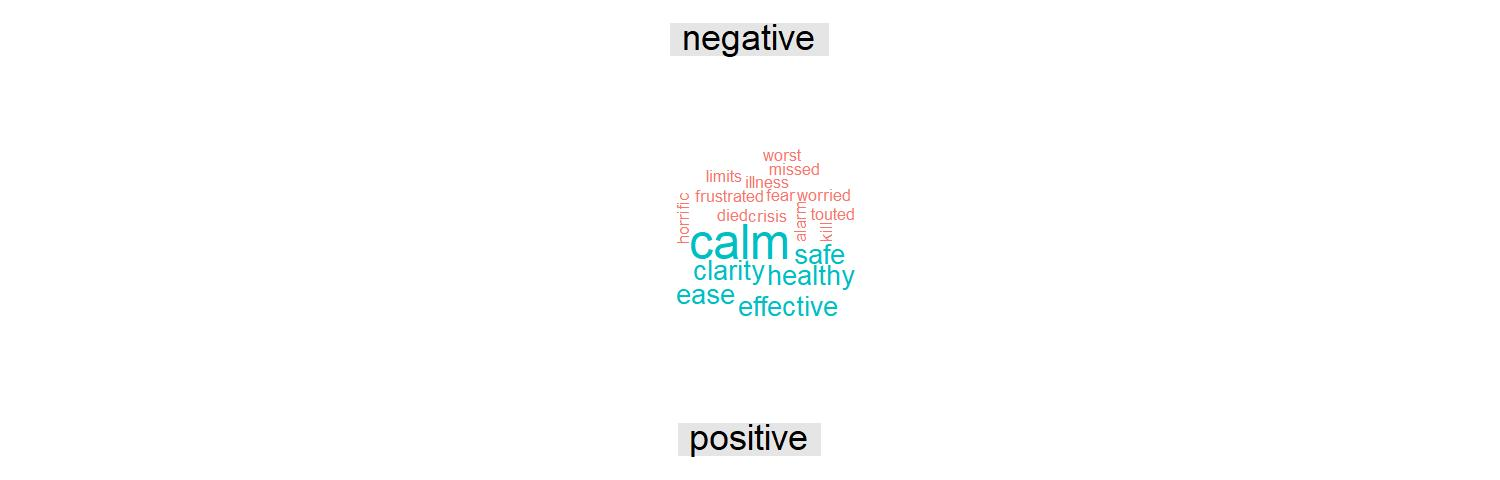 negative
worst
missed
limits
illness
frustrated
fear
worried
horrific
died
crisis
alarm
touted
kill
calm
safe
clarity
healthy
ease
effective
positive